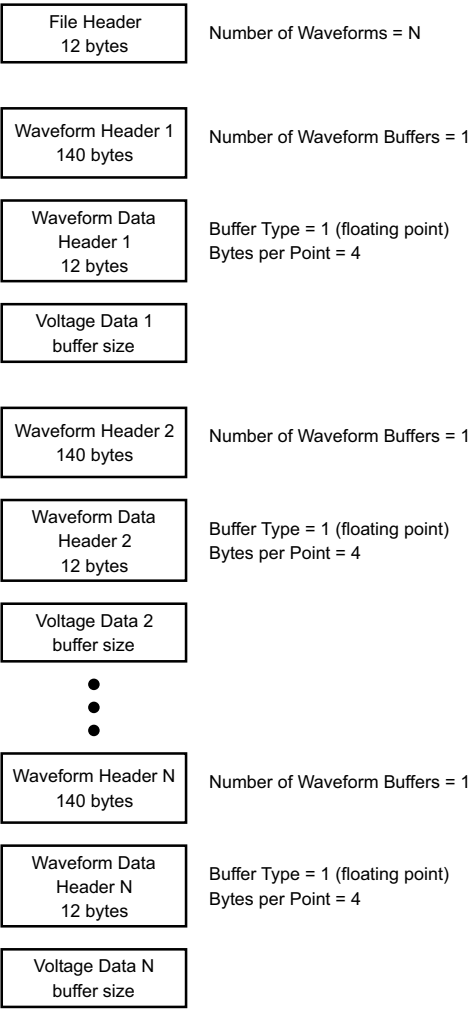 File Header
12 bytes
Number of Waveforms = N
Waveform Header 1
140 bytes
Number of Waveform Buffers = 1
Waveform Data
Header 1
12 bytes
Buffer Type = 1 (floating point)
Bytes per Point = 4
Voltage Data 1
buffer size
Waveform Header 2
140 bytes
Number of Waveform Buffers = 1
Waveform Data
Header 2
12 bytes
Buffer Type = 1 (floating point)
Bytes per Point = 4
Voltage Data 2
buffer size
Waveform Header N
140 bytes
Number of Waveform Buffers = 1
Waveform Data
Header N
12 bytes
Buffer Type = 1 (floating point)
Bytes per Point = 4
Voltage Data N
buffer size